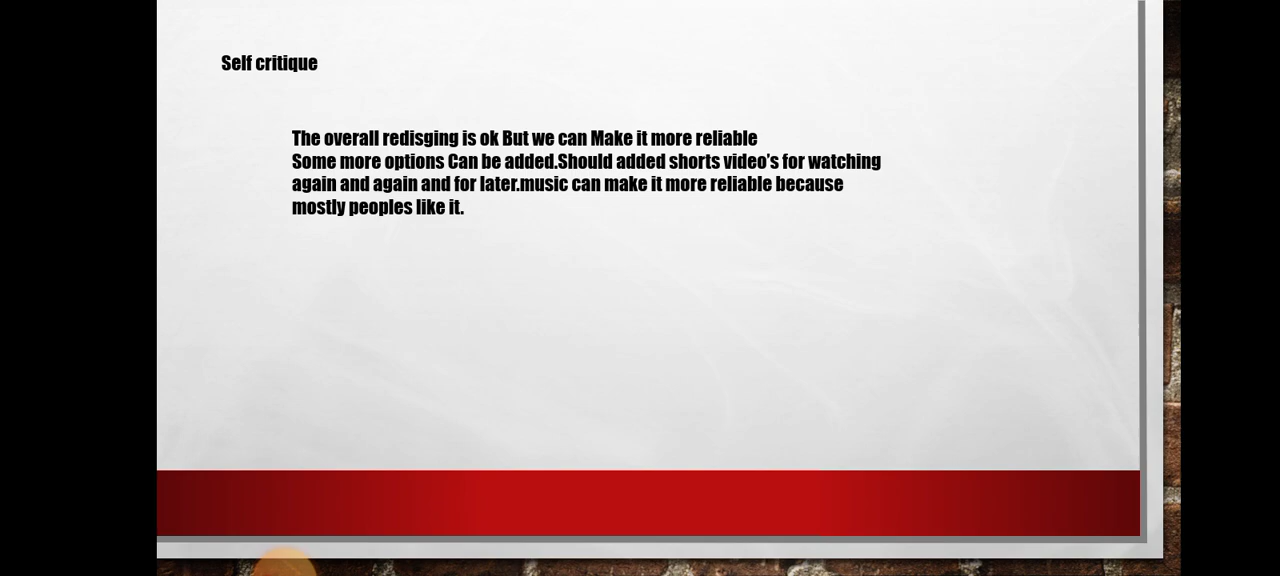 Self critique
The overall redisging is ok But we can Make it more reliable
Some more options Can be added.Should added shorts video's for watching
again and again and for later.music can make it more reliable because
mostly peoples like it.